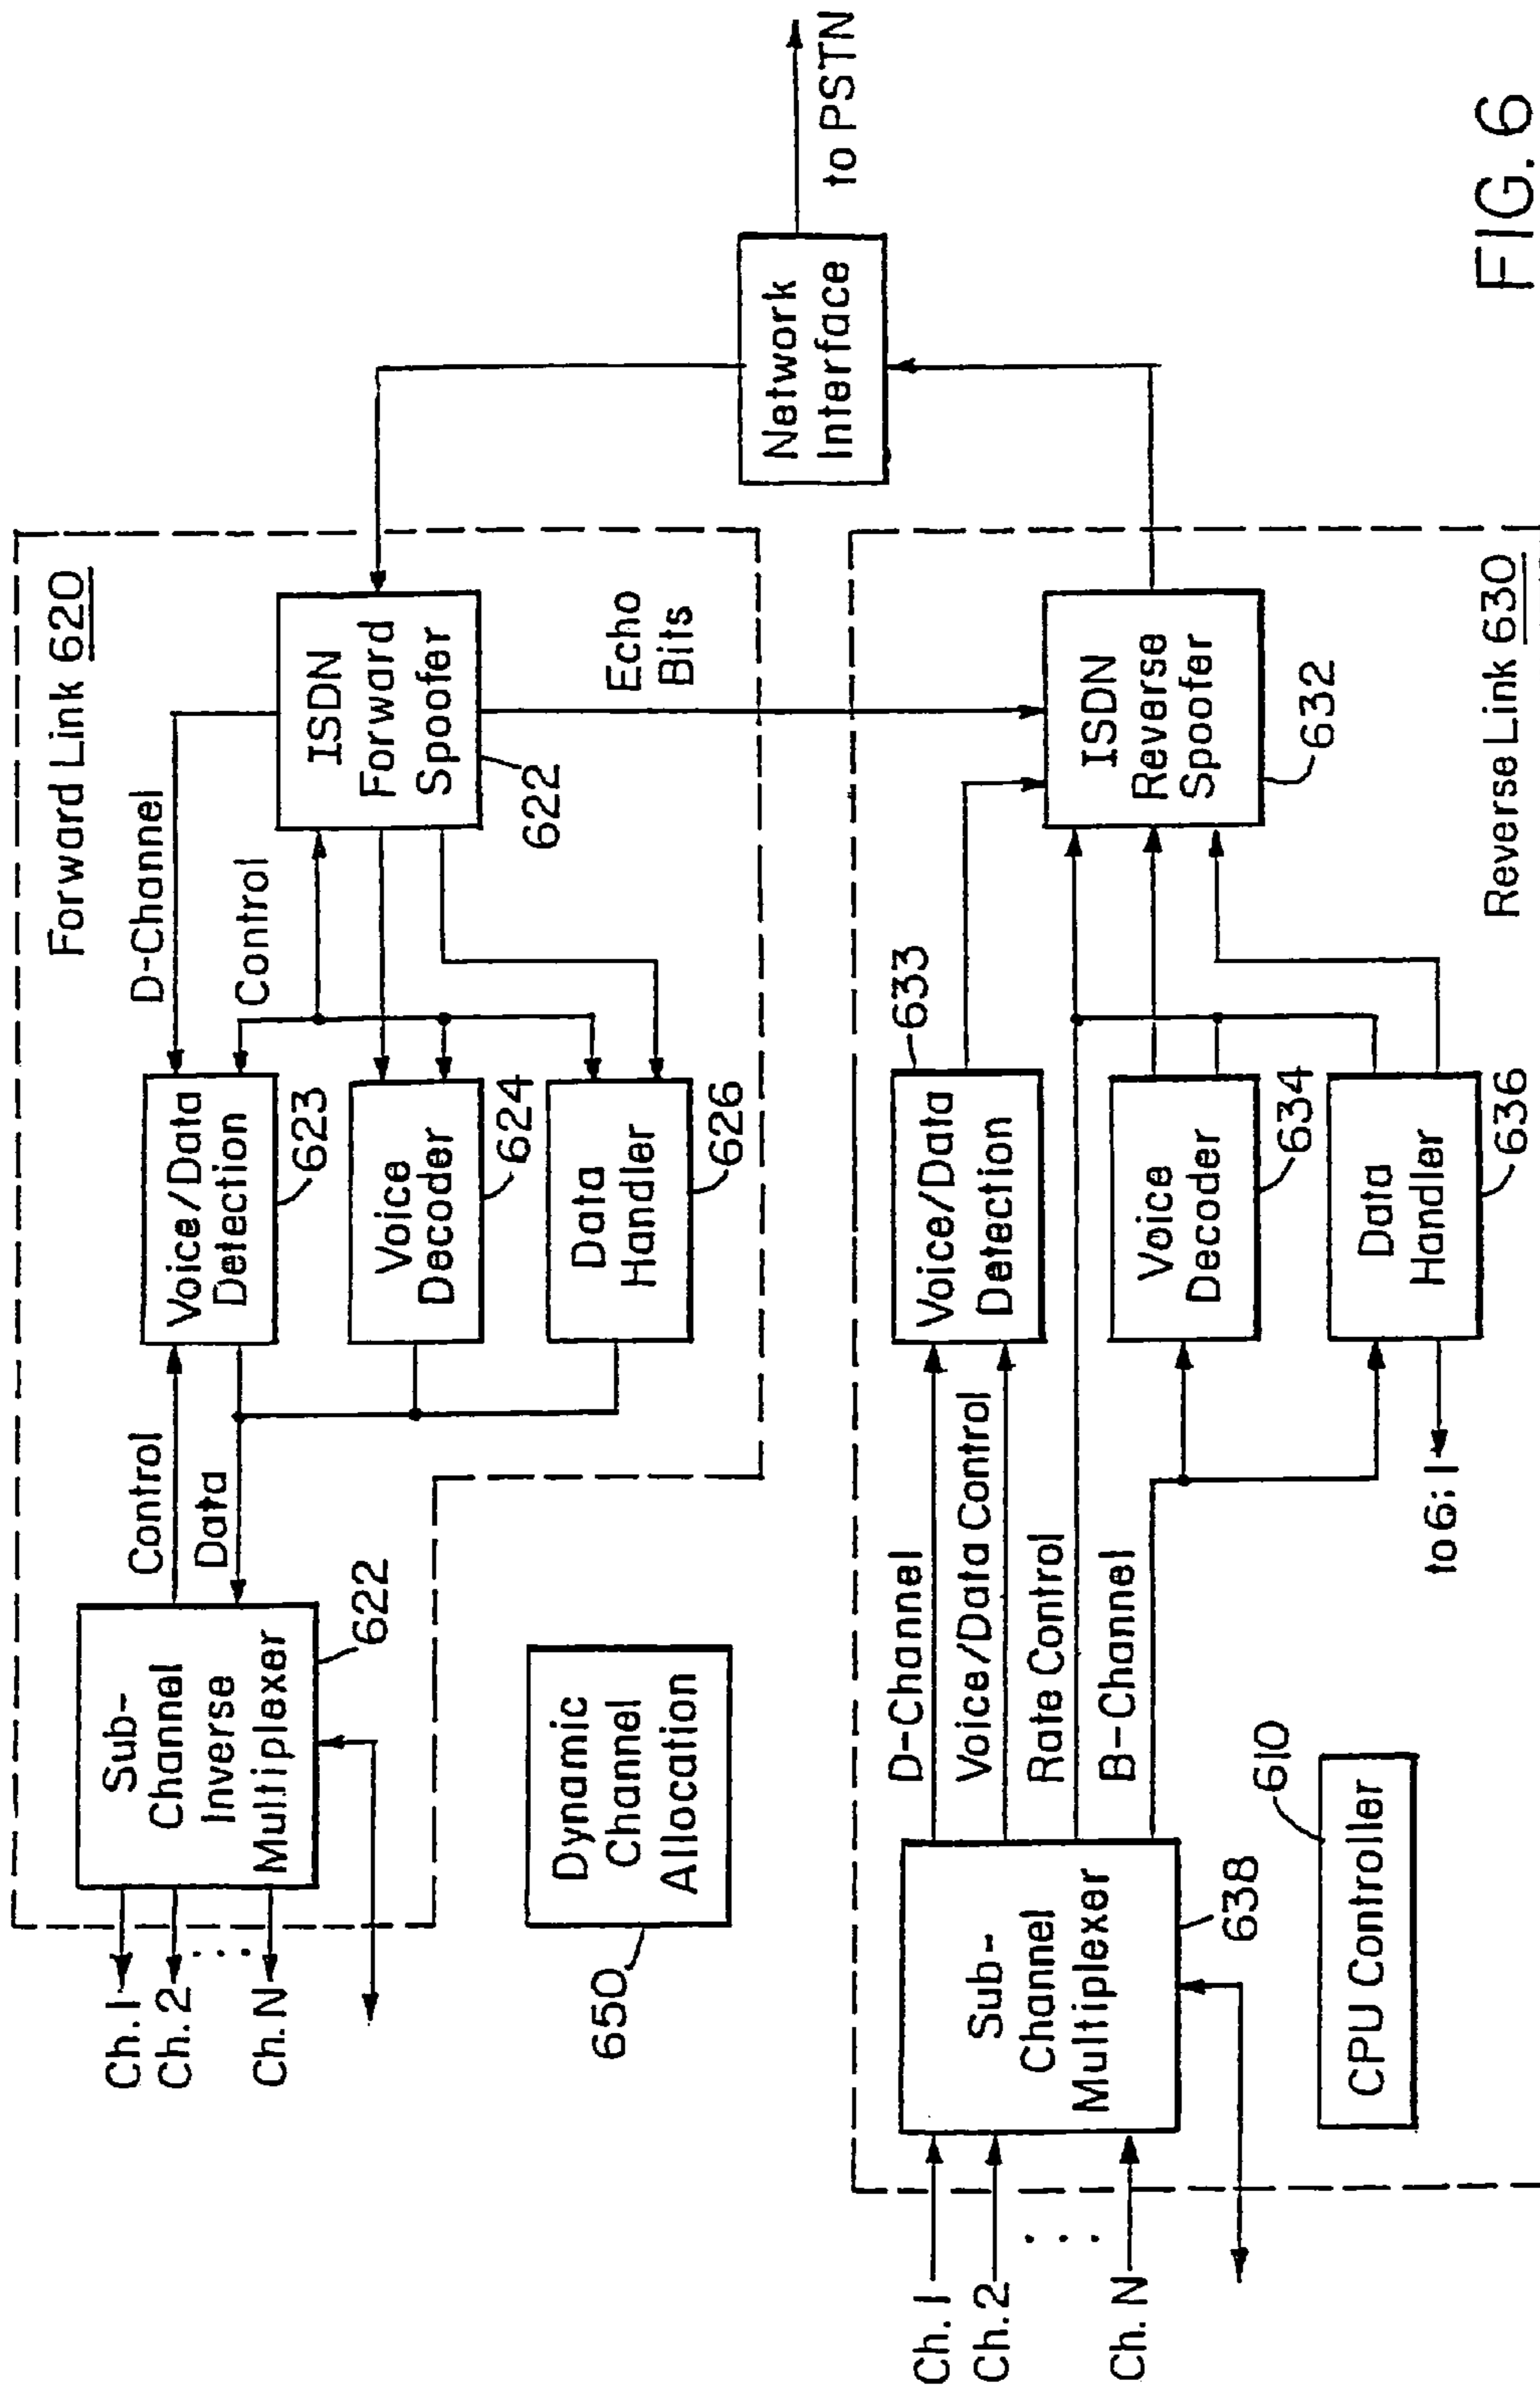 Forward Link 620
D-Channel
Control
Sub-
Channel
Inverse
Multiplexer
622
Ch. 1
Ch. 2
Ch. N
Control
Data
Voice/Data
Detection
623
Voice
Decoder
624
Data
Handler
626
ISDN
Forward
Spoofer
622
Echo
Bits
Network
Interface
to PSTN
Dynamic
Channel
Allocation
650
Ch. 1
Ch. 2
Ch. N
Sub-
Channel
Multiplexer
638
D-Channel
Voice/Data Control
Rate Control
B-Channel
Voice/Data
Detection
633
Voice
Decoder
634
Data
Handler
636
to 6; 1
ISDN
Reverse
Spoofer
632
CPU Controller
610
Reverse Link 630
FIG. 6